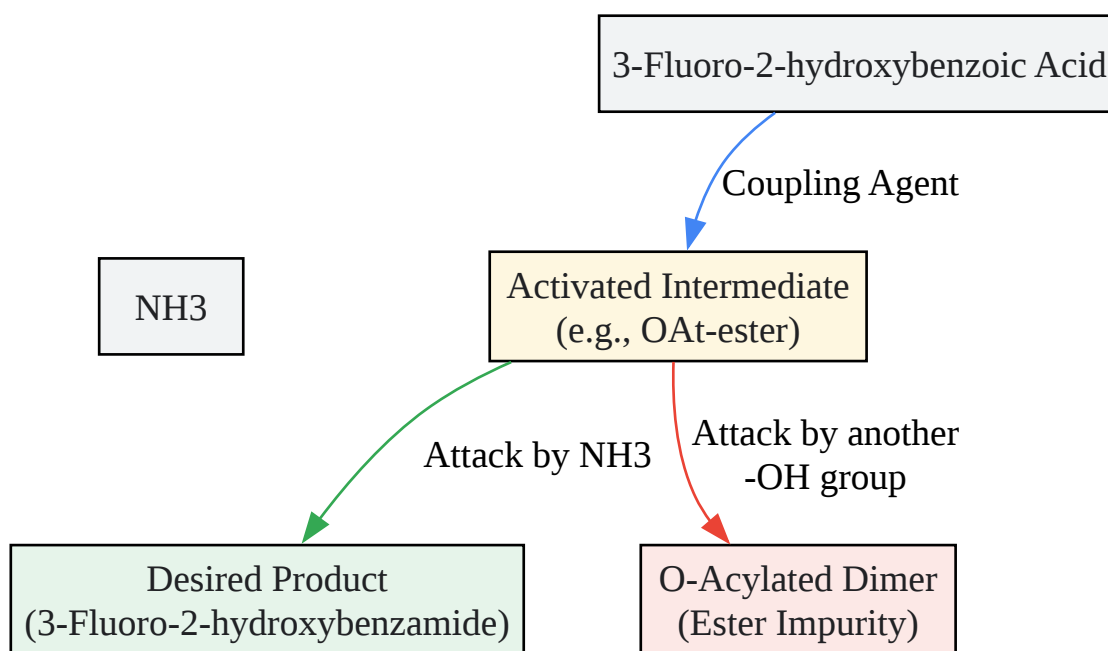 3-Fluoro-2-hydroxybenzoic Acid
Coupling Agent
Activated Intermediate
(e.g., OAt-ester)
NH3
Attack by NH3
Attack by another
-OH group
Desired Product
(3-Fluoro-2-hydroxybenzamide)
O-Acylated Dimer
(Ester Impurity)